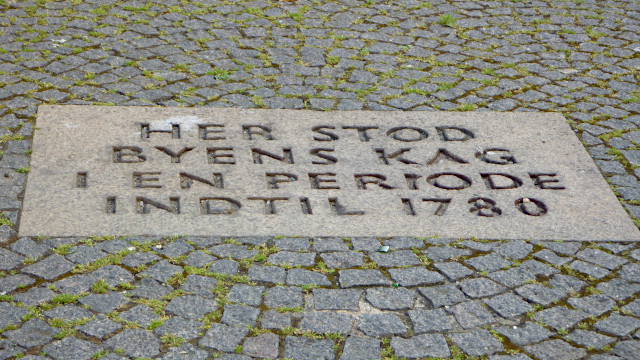 HER STOD
BYENS KAG
I EN PERIODE
INDTIL 1780